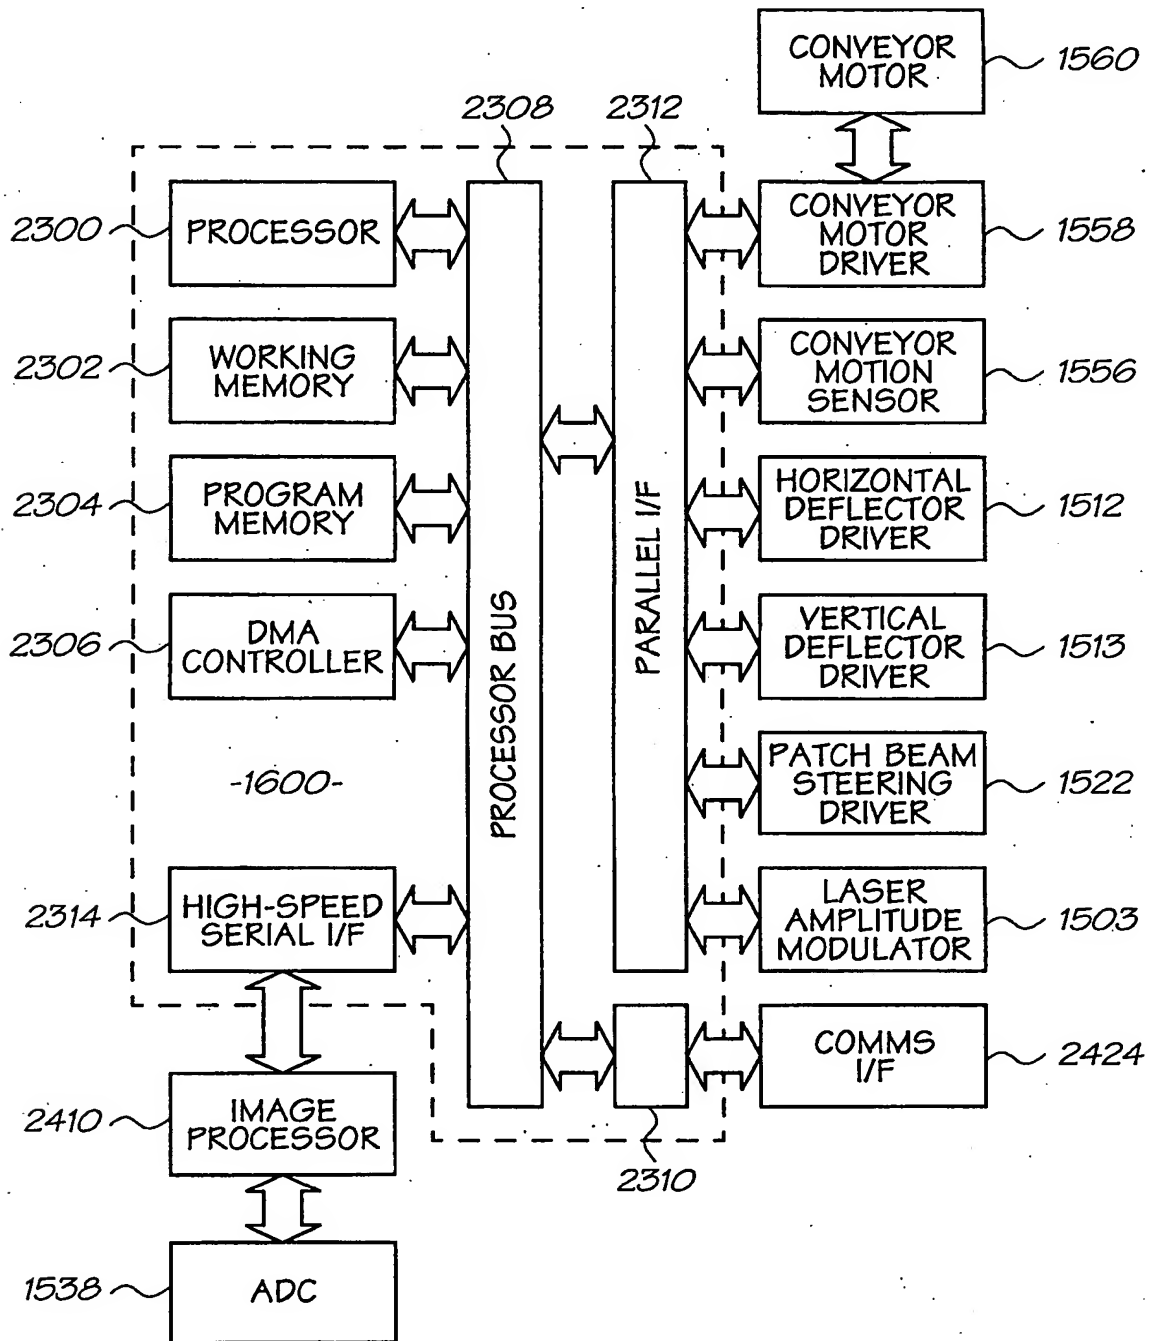 CONVEYOR
MOTOR
1560
2308
2312
2300
PROCESSOR
CONVEYOR
MOTOR
DRIVER
1558
2302
WORKING
MEMORY
CONVEYOR
MOTION
SENSOR
1556
2304
PROGRAM
MEMORY
HORIZONTAL
DEFLECTOR
DRIVER
1512
2306
DMA
CONTROLLER
PROCESSOR BUS
PARALLEL I/F
VERTICAL
DEFLECTOR
DRIVER
1513
-1600-
PATCH BEAM
STEERING
DRIVER
1522
2314
HIGH-SPEED
SERIAL I/F
LASER
AMPLITUDE
MODULATOR
1503
COMMS
I/F
2424
2410
IMAGE
PROCESSOR
2310
1538
ADC